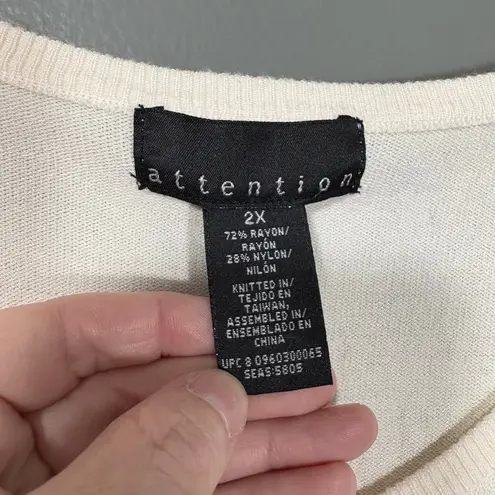 attention
2X
72% RAYON/
RAYÓN
28% NYLON/
NILÓN
KNITTED IN/
TEJIDO EN
TAIWAN,
ASSEMBLED IN/
ENSEMBLADO EN
CHINA
UPC 8 0960300065
SEAS:5805